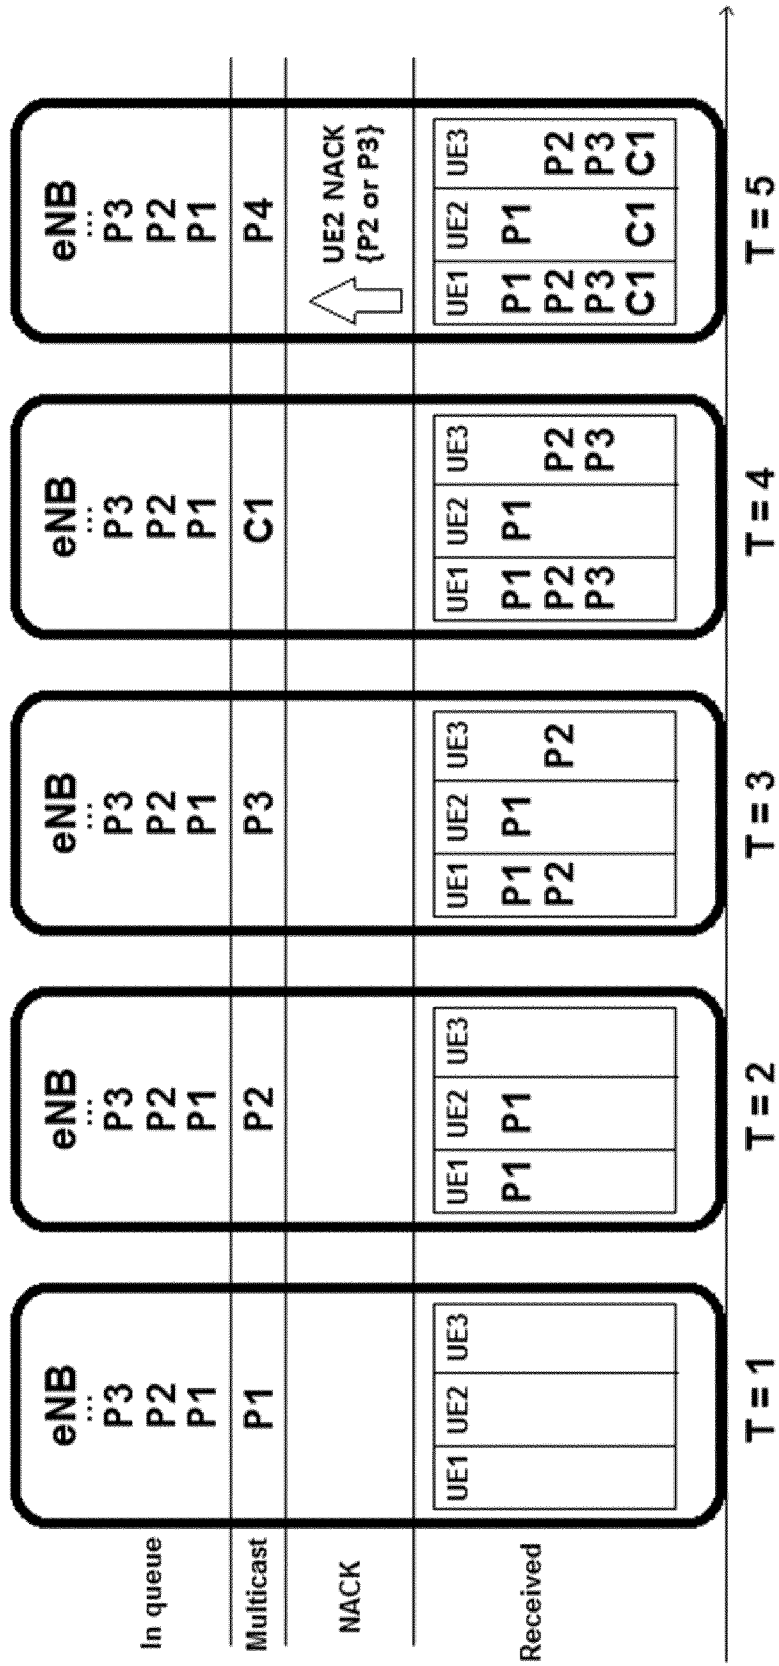 In queue
Multicast
NACK
Received
eNB
...
P3
P2
P1
P1
UE1 UE2 UE3
T = 1
eNB
...
P3
P2
P1
P2
UE1 UE2 UE3
P1 P1
T = 2
eNB
...
P3
P2
P1
P3
UE1 UE2 UE3
P1 P1
P2 P2
T = 3
eNB
...
P3
P2
P1
C1
UE1 UE2 UE3
P1 P1
P2 P2
P3 P3
T = 4
eNB
...
P3
P2
P1
P4
UE2 NACK
{P2 or P3}
UE1 UE2 UE3
P1 P1
P2 P2
P3 P3
C1 C1 C1
T = 5